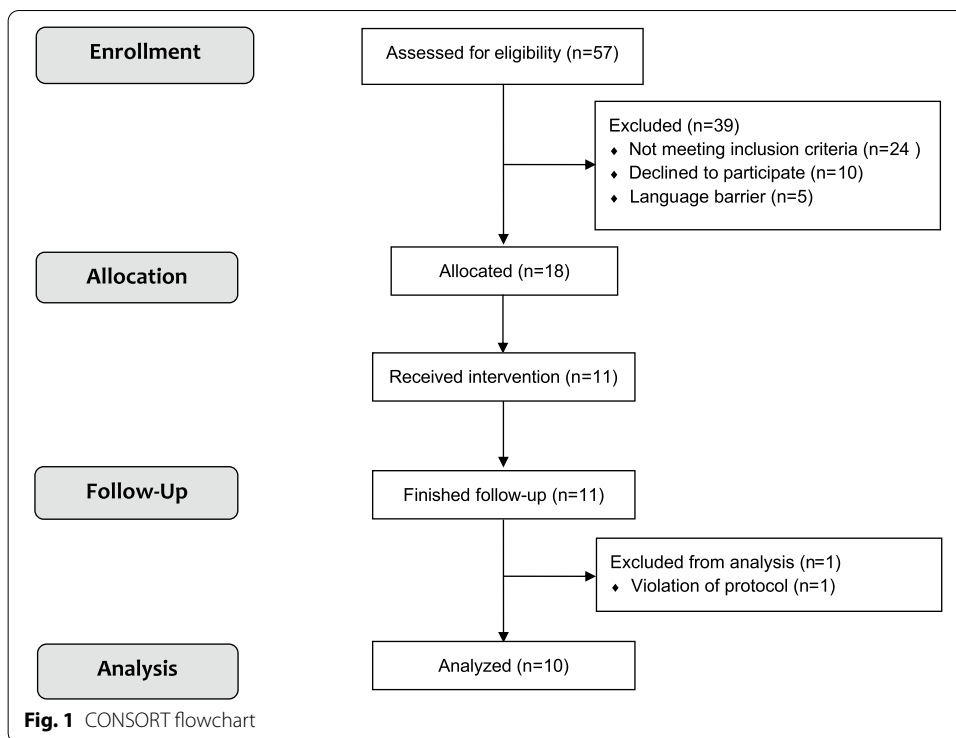 Enrollment
Assessed for eligibility (n=57)
Excluded (n=39)
♦ Not meeting inclusion criteria (n=24 )
♦ Declined to participate (n=10)
♦ Language barrier (n=5)
Allocation
Allocated (n=18)
Received intervention (n=11)
Follow-Up
Finished follow-up (n=11)
Excluded from analysis (n=1)
♦ Violation of protocol (n=1)
Analysis
Analyzed (n=10)
Fig. 1 CONSORT flowchart